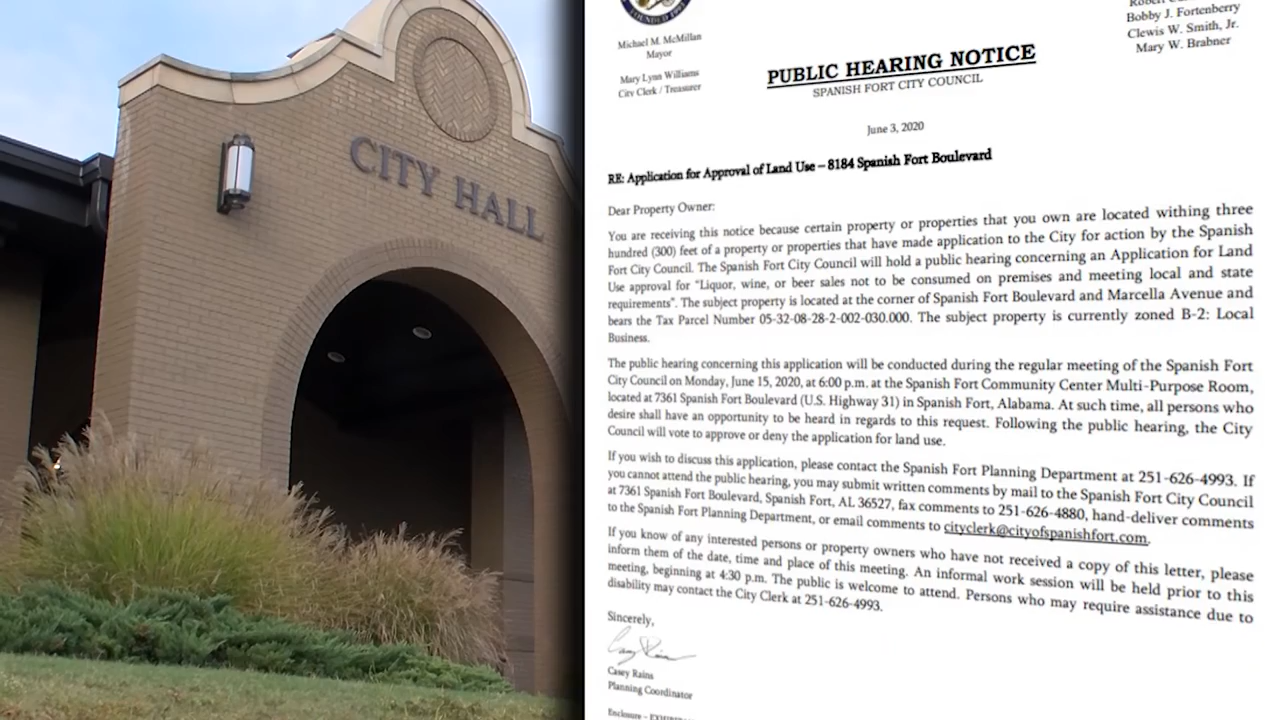 CITY HALL
FOUNDED 1993
Michael M. McMillan
Mayor
Mary Lynn Williams
City Clerk / Treasurer
Bobby J. Fortenberry
Clewis W. Smith, Jr.
Mary W. Brabner
PUBLIC HEARING NOTICE
SPANISH FORT CITY COUNCIL
June 3, 2020
RE: Application for Approval of Land Use – 8184 Spanish Fort Boulevard
Dear Property Owner:
You are receiving this notice because certain property or properties that you own are located withing three
hundred (300) feet of a property or properties that have made application to the City for action by the Spanish
Fort City Council. The Spanish Fort City Council will hold a public hearing concerning an Application for Land
Use approval for "Liquor, wine, or beer sales not to be consumed on premises and meeting local and state
requirements". The subject property is located at the corner of Spanish Fort Boulevard and Marcella Avenue and
bears the Tax Parcel Number 05-32-08-28-2-002-030.000. The subject property is currently zoned B-2: Local
Business.
The public hearing concerning this application will be conducted during the regular meeting of the Spanish Fort
City Council on Monday, June 15, 2020, at 6:00 p.m. at the Spanish Fort Community Center Multi-Purpose Room,
located at 7361 Spanish Fort Boulevard (U.S. Highway 31) in Spanish Fort, Alabama. At such time, all persons who
desire shall have an opportunity to be heard in regards to this request. Following the public hearing, the City
Council will vote to approve or deny the application for land use.
If you wish to discuss this application, please contact the Spanish Fort Planning Department at 251-626-4993. If
you cannot attend the public hearing, you may submit written comments by mail to the Spanish Fort City Council
at 7361 Spanish Fort Boulevard, Spanish Fort, AL 36527, fax comments to 251-626-4880, hand-deliver comments
to the Spanish Fort Planning Department, or email comments to cityclerk@cityofspanishfort.com.
If you know of any interested persons or property owners who have not received a copy of this letter, please
inform them of the date, time and place of this meeting. An informal work session will be held prior to this
meeting, beginning at 4:30 p.m. The public is welcome to attend. Persons who may require assistance due to
disability may contact the City Clerk at 251-626-4993.
Sincerely,
Casey Rains
Casey Rains
Planning Coordinator
Enclosure –